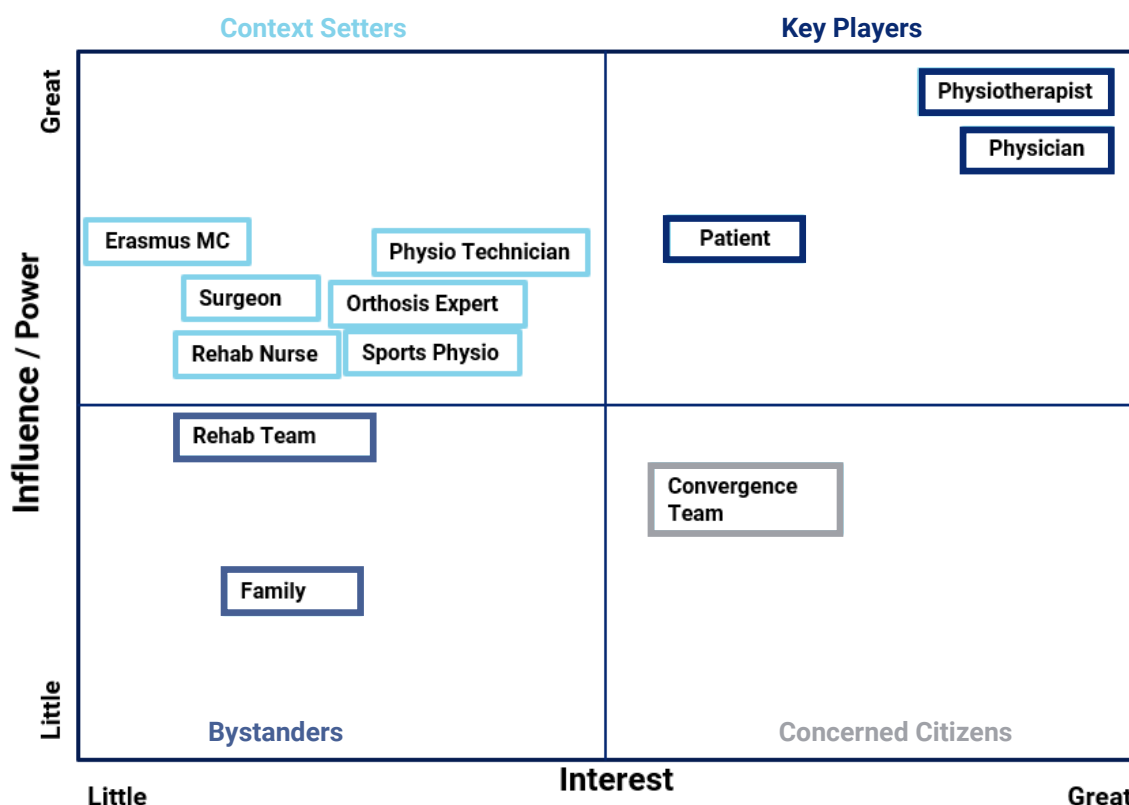 Context Setters
Key Players
Great
Physiotherapist
Physician
Erasmus MC
Physio Technician
Patient
Surgeon
Orthosis Expert
Rehab Nurse
Sports Physio
Influence / Power
Rehab Team
Convergence
Team
Family
Little
Bystanders
Concerned Citizens
Interest
Little
Great